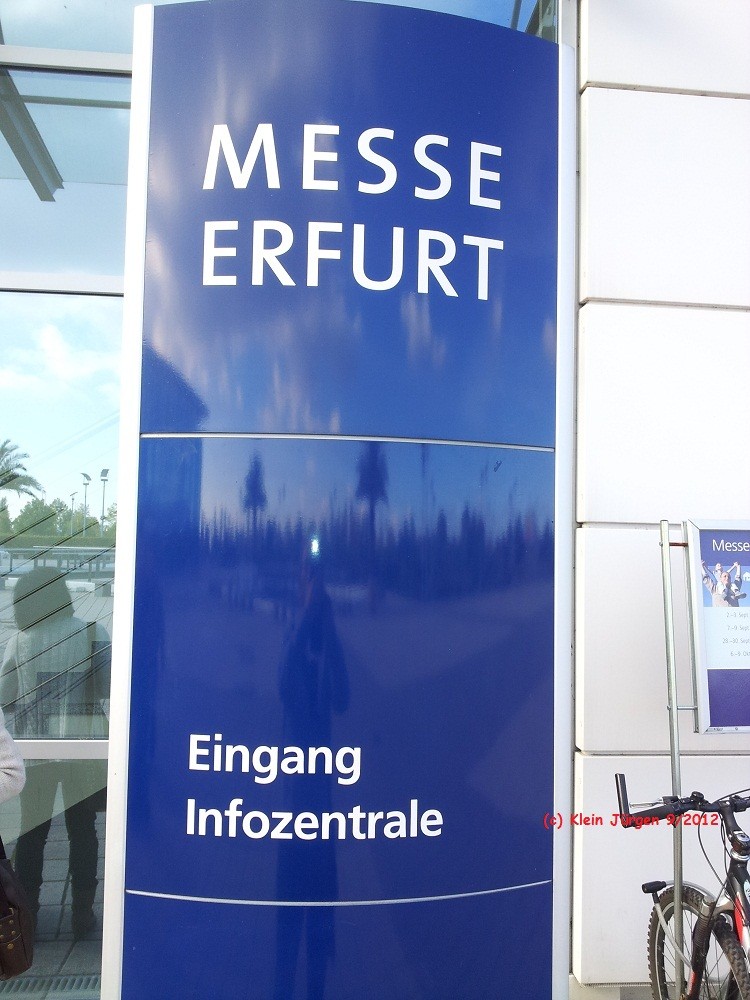 MESSE
ERFURT
Eingang
Infozentrale
(c) Klein Jürgen 9/2012
Messe